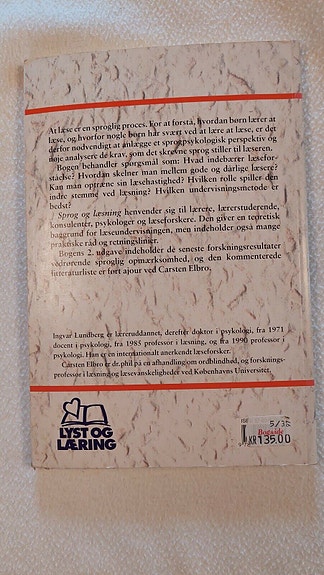 At læse er en sproglig proces. For at forstå, hvordan børn lærer at
læse, og hvorfor nogle børn har svært ved at lære at læse, er det
derfor nødvendigt at anlægge et sprogpsykologisk perspektiv og
nøje analysere de krav, som det skrevne sprog stiller til læseren.
Bogen behandler spørgsmål som: Hvad indebærer læsefor-
ståelse? Hvordan skelner man mellem gode og dårlige læsere?
Kan man optræne sin læsehastighed? Hvilken rolle spiller den
indre stemme ved læsning? Hvilken undervisningsmetode er
bedst?
Sprog og læsning henvender sig til lærere, lærerstuderende,
konsulenter, psykologer og læseforskere. Den giver en teoretisk
baggrund for læseundervisningen, men indeholder også mange
praktiske råd og retningslinier.
Bogens 2. udgave indeholder de seneste forskningsresultater
vedrørende sproglig opmærksomhed, og den kommenterede
litteraturliste er ført ajour ved Carsten Elbro.
Ingvar Lundberg er læreruddannet, derefter doktor i psykologi, fra 1971
docent i psykologi, fra 1985 professor i læsning, og fra 1990 professor i
psykologi. Han er en internationalt anerkendt læseforsker.
Carsten Elbro er dr.phil på en afhandling om ordblindhed, og forsknings-
professor i læsning og læsevanskeligheder ved Københavns Universitet.
LYST OG
LÆRING
5/35
Bogguide
KR 135.00